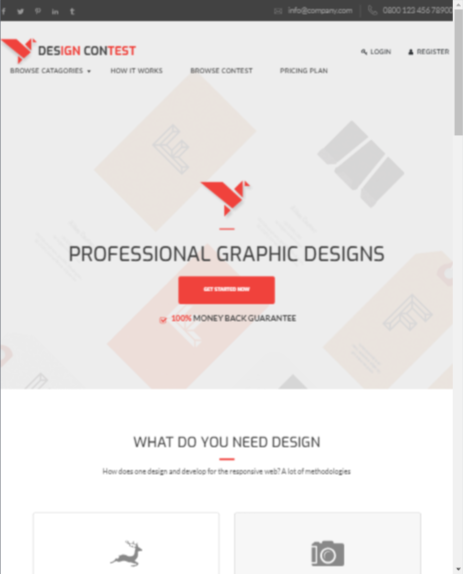 info@company.com 0800 123 456 78900
DESIGN CONTEST
LOGIN REGISTER
BROWSE CATAGORIES HOW IT WORKS BROWSE CONTEST PRICING PLAN
PROFESSIONAL GRAPHIC DESIGNS
GET STARTED NOW
100% MONEY BACK GUARANTEE
WHAT DO YOU NEED DESIGN
How does one design and develop for the responsive web? A lot of methodologies